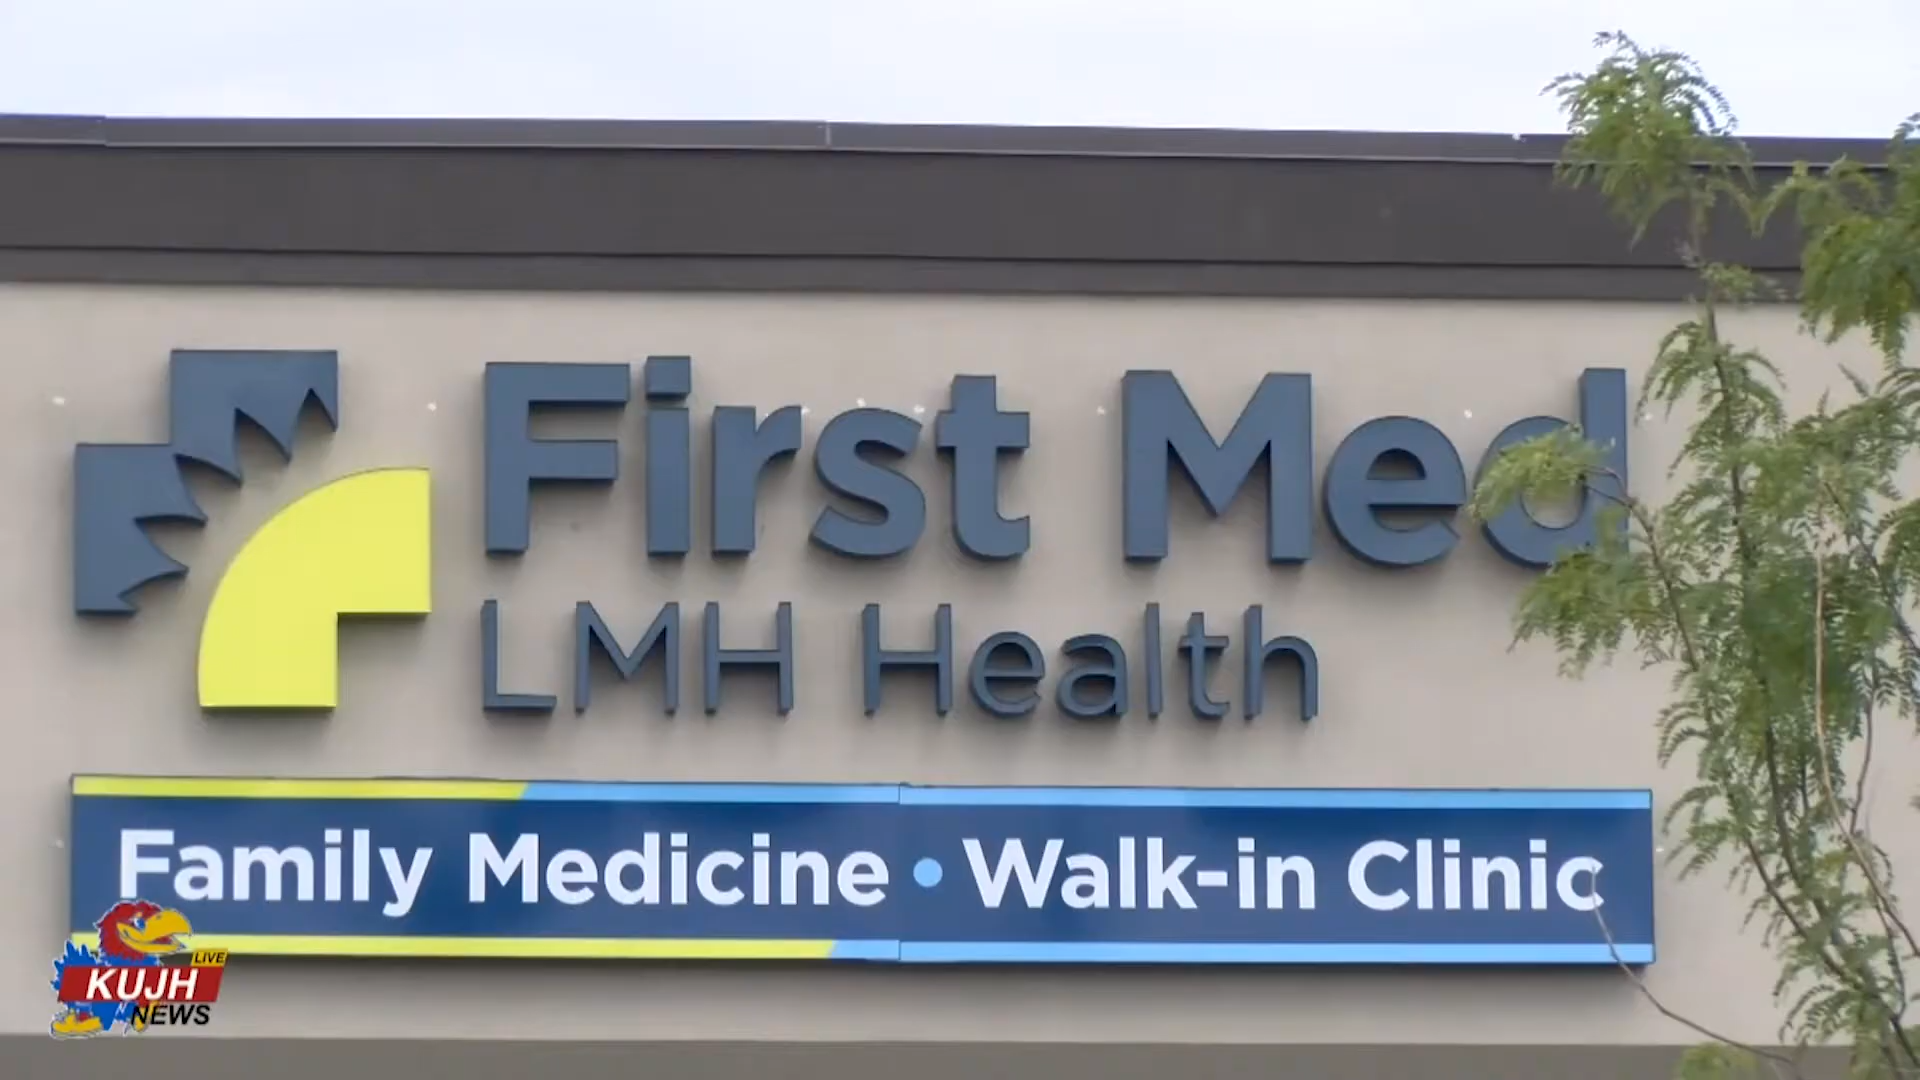 First Med
LMH Health
Family Medicine • Walk-in Clinic
LIVE
KUJH
NEWS